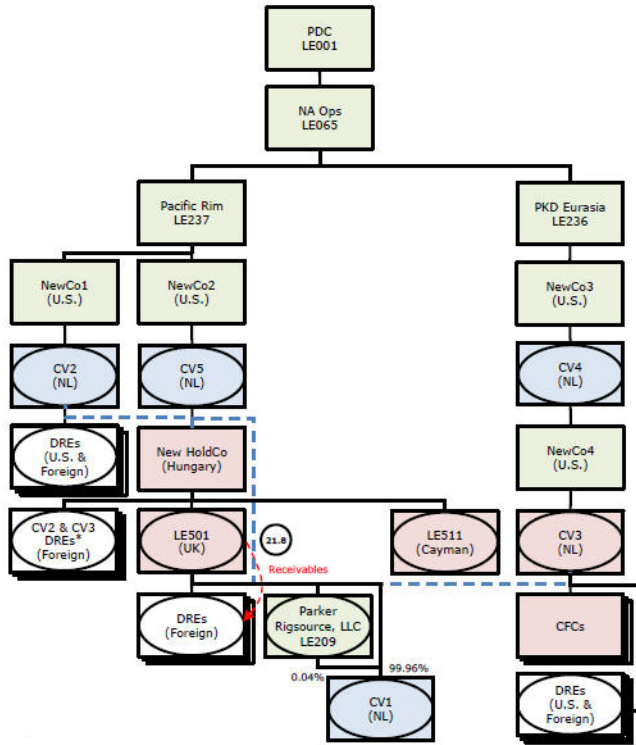 PDC
LE001
NA Ops
LE065
Pacific Rim
LE237
PKD Eurasia
LE236
NewCo1
(U.S.)
NewCo2
(U.S.)
NewCo3
(U.S.)
CV2
(NL)
CV5
(NL)
CV4
(NL)
DREs
(U.S. &
Foreign)
New HoldCo
(Hungary)
NewCo4
(U.S.)
CV2 & CV3
DREs*
(Foreign)
LE501
(UK)
21.8
LE511
(Cayman)
CV3
(NL)
Receivables
DREs
(Foreign)
Parker
Rigsource, LLC
LE209
CFCs
0.04%
99.96%
CV1
(NL)
DREs
(U.S. &
Foreign)